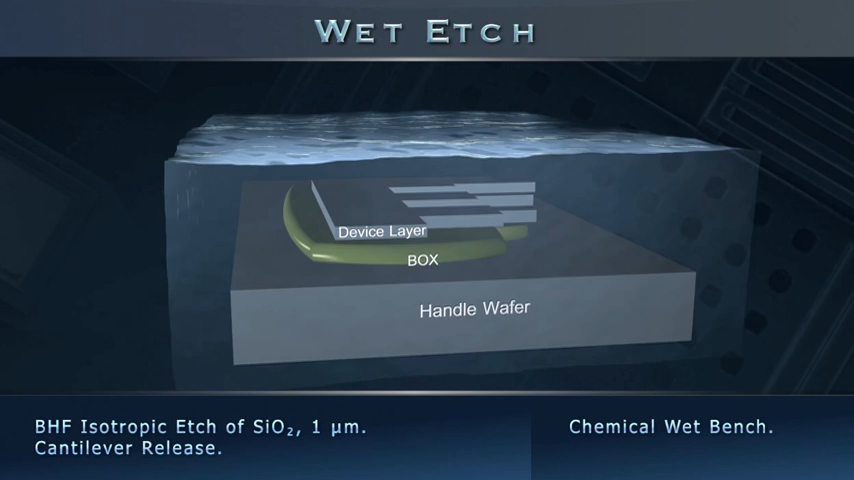 Wet Etch
Device Layer
BOX
Handle Wafer
BHF Isotropic Etch of SiO₂, 1 µm.
Cantilever Release.
Chemical Wet Bench.